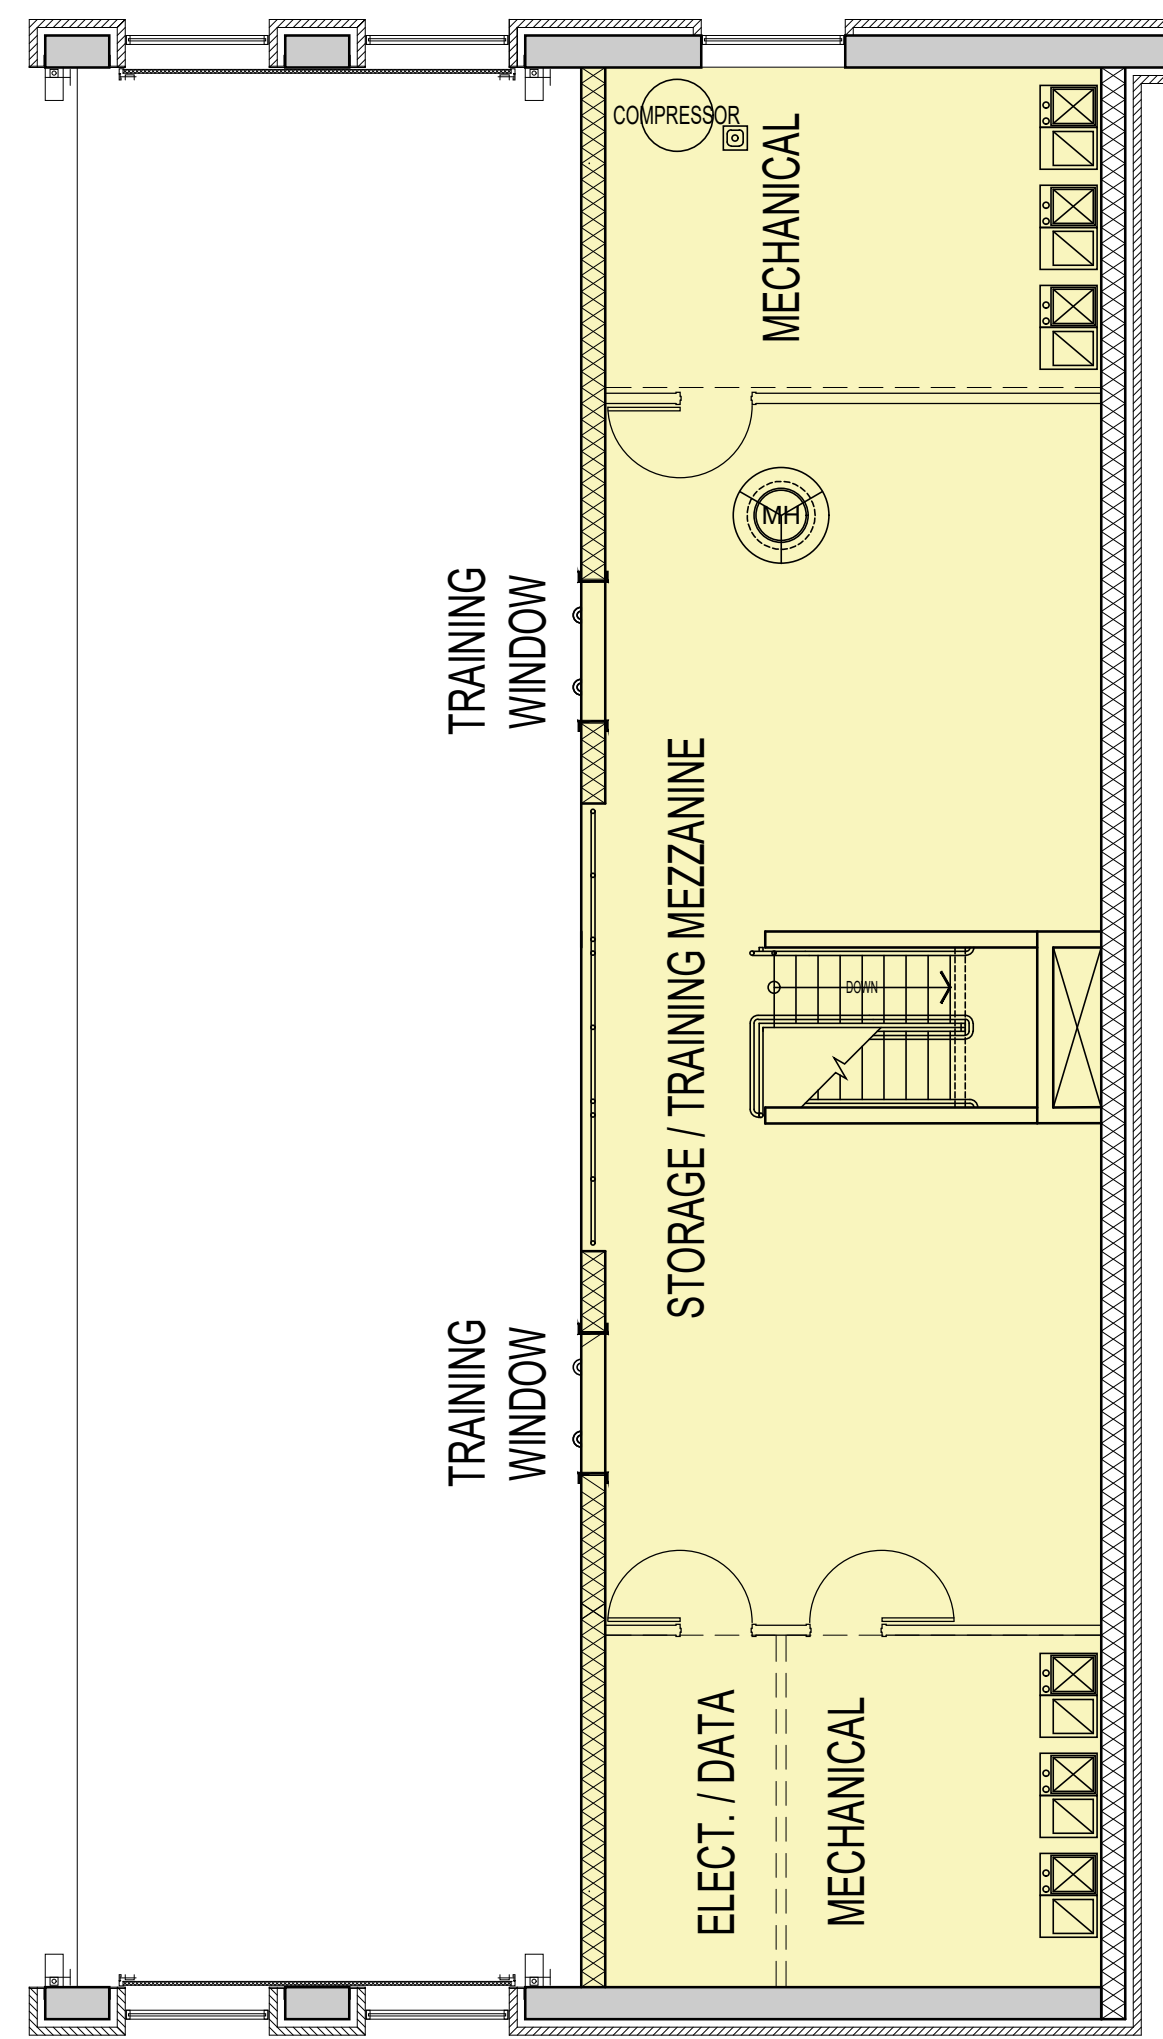 COMPRESSOR
MECHANICAL
MH
TRAINING
WINDOW
STORAGE / TRAINING MEZZANINE
DOWN
TRAINING
WINDOW
ELECT. / DATA
MECHANICAL